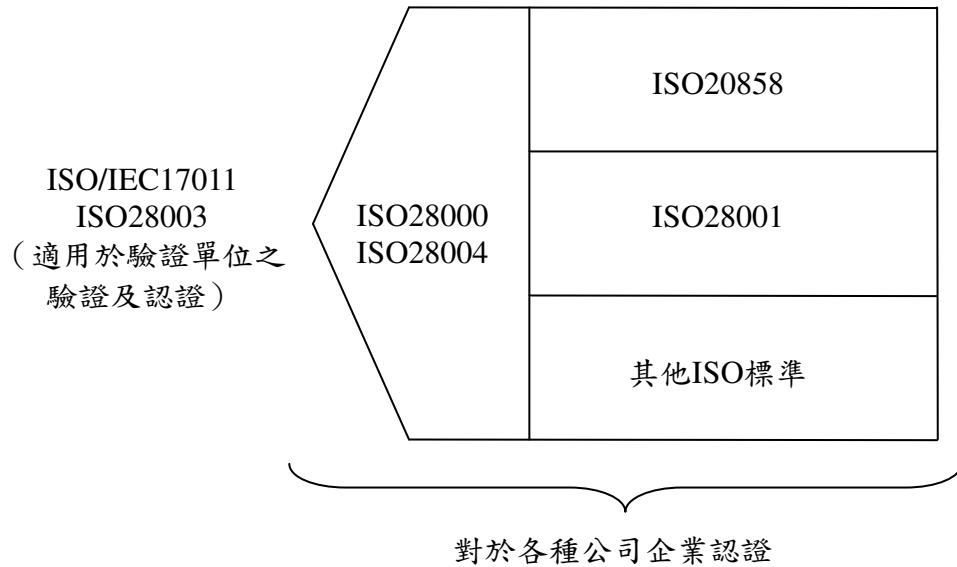 ISO/IEC17011
ISO28003
（適用於驗證單位之
驗證及認證）
ISO28000
ISO28004
ISO20858
ISO28001
其他ISO標準
對於各種公司企業認證